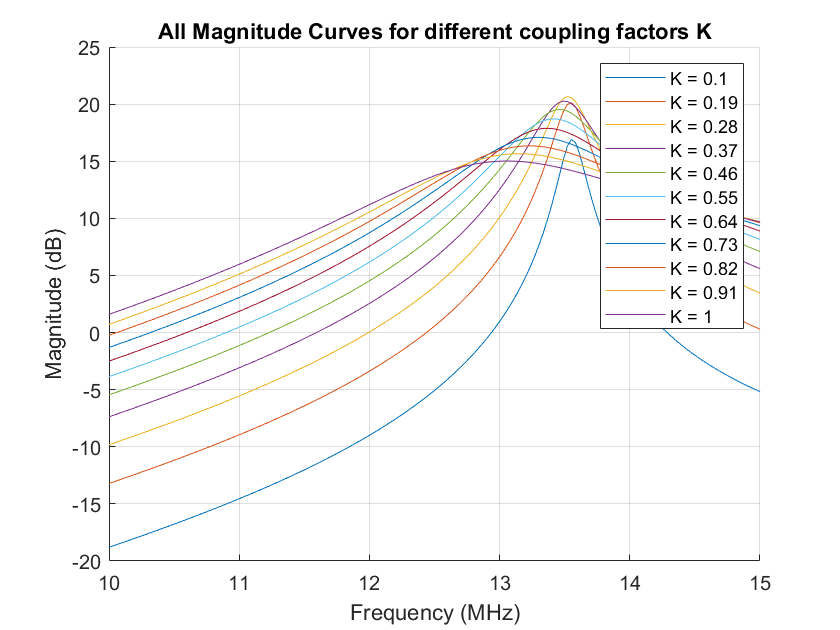 All Magnitude Curves for different coupling factors K
25
20
15
10
5
0
-5
-10
-15
-20
Magnitude (dB)
K = 0.1
K = 0.19
K = 0.28
K = 0.37
K = 0.46
K = 0.55
K = 0.64
K = 0.73
K = 0.82
K = 0.91
K = 1
10 11 12 13 14 15
Frequency (MHz)